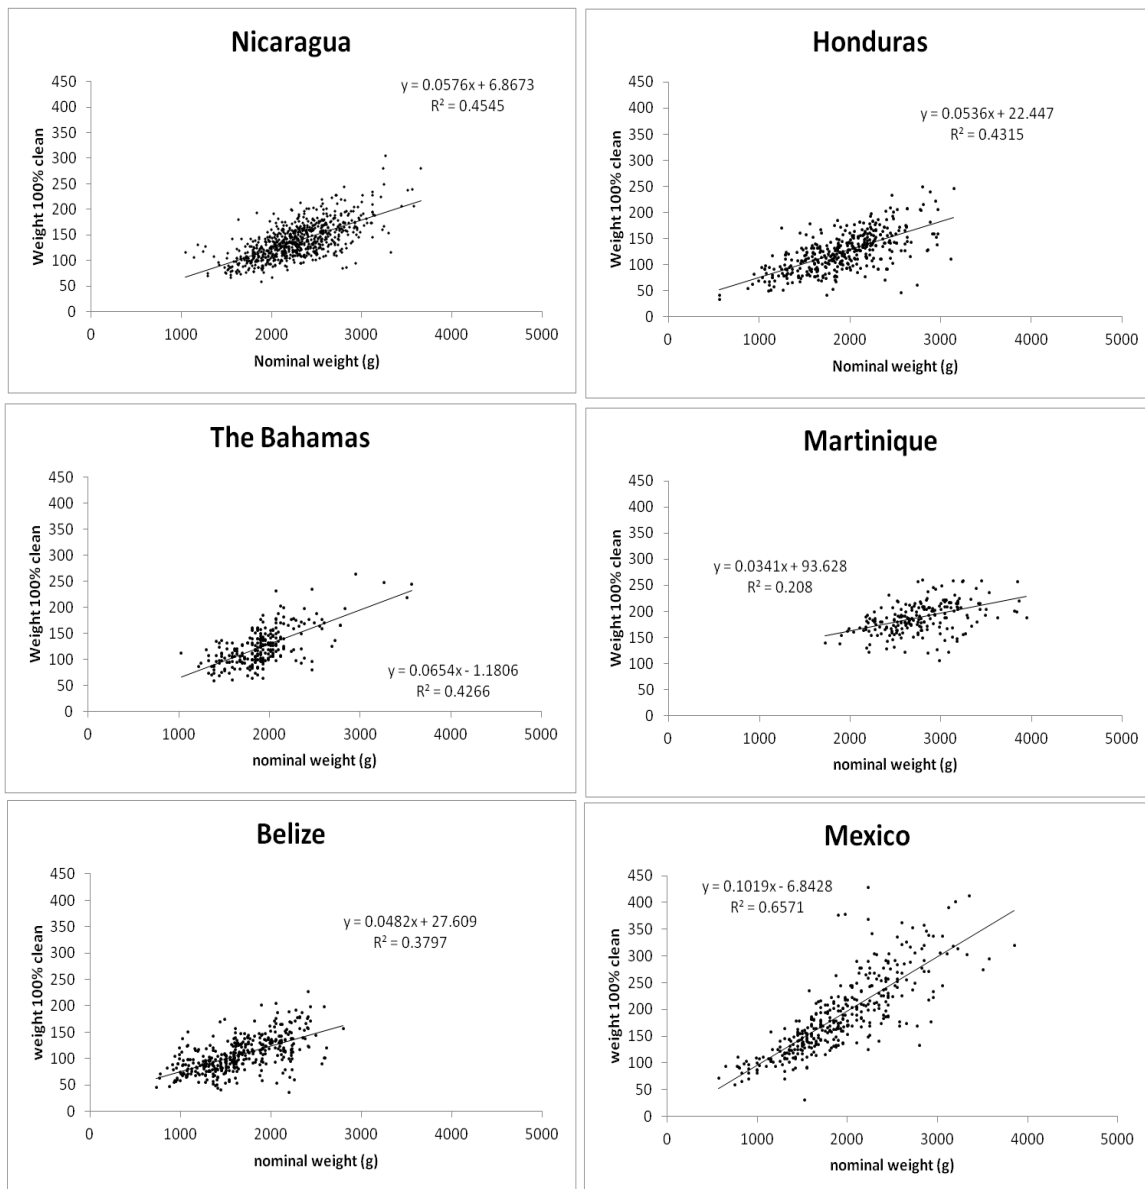 Nicaragua
y = 0.0576x + 6.8673
R² = 0.4545
Weight 100% clean
450
400
350
300
250
200
150
100
50
0
0 1000 2000 3000 4000 5000
Nominal weight (g)
Honduras
y = 0.0536x + 22.447
R² = 0.4315
Weight 100% clean
450
400
350
300
250
200
150
100
50
0
0 1000 2000 3000 4000 5000
Nominal weight (g)
The Bahamas
Weight 100% clean
450
400
350
300
250
200
150
100
50
0
y = 0.0654x - 1.1806
R² = 0.4266
0 1000 2000 3000 4000 5000
nominal weight (g)
Martinique
Weight 100% clean
450
400
350
300
250
200
150
100
50
0
y = 0.0341x + 93.628
R² = 0.208
0 1000 2000 3000 4000 5000
nominal weight (g)
Belize
weight 100% clean
450
400
350
300
250
200
150
100
50
0
y = 0.0482x + 27.609
R² = 0.3797
0 1000 2000 3000 4000 5000
nominal weight (g)
Mexico
y = 0.1019x - 6.8428
R² = 0.6571
weight 100% clean
450
400
350
300
250
200
150
100
50
0
0 1000 2000 3000 4000 5000
nominal weight (g)